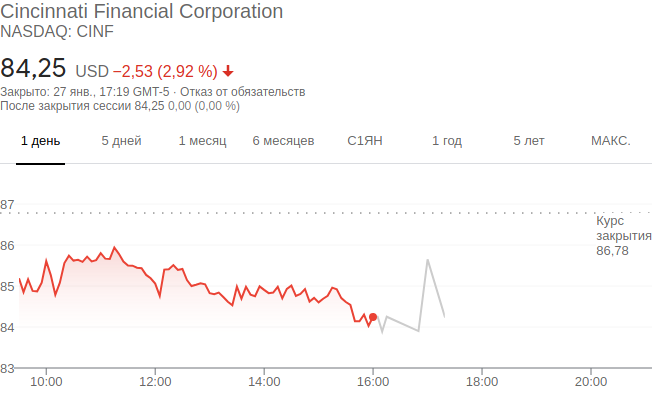 Cincinnati Financial Corporation
NASDAQ: CINF
84,25 USD −2,53 (2,92 %)
Закрыто: 27 янв., 17:19 GMT-5 · Отказ от обязательств
После закрытия сессии 84,25 0,00 (0,00 %)
1 день 5 дней 1 месяц 6 месяцев С1ЯН 1 год 5 лет МАКС.
87
Курс
закрытия
86,78
86
85
84
83
10:00 12:00 14:00 16:00 18:00 20:00